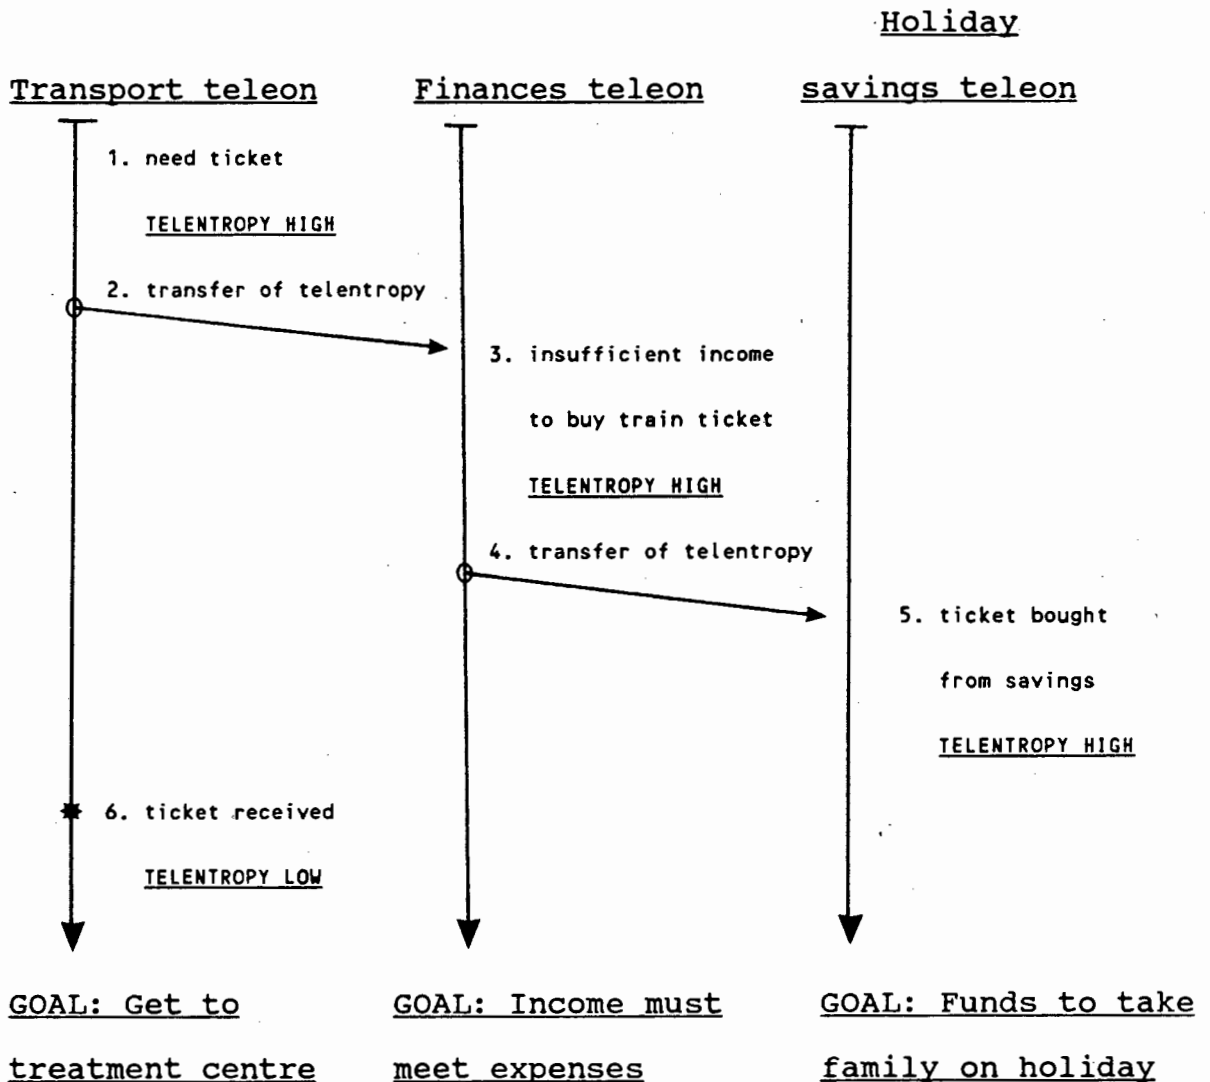 Holiday
Transport teleon
Finances teleon
savings teleon
1. need ticket
TELENTROPY HIGH
2. transfer of telentropy
3. insufficient income
to buy train ticket
TELENTROPY HIGH
4. transfer of telentropy
5. ticket bought
from savings
TELENTROPY HIGH
6. ticket received
TELENTROPY LOW
GOAL: Get to
treatment centre
GOAL: Income must
meet expenses
GOAL: Funds to take
family on holiday